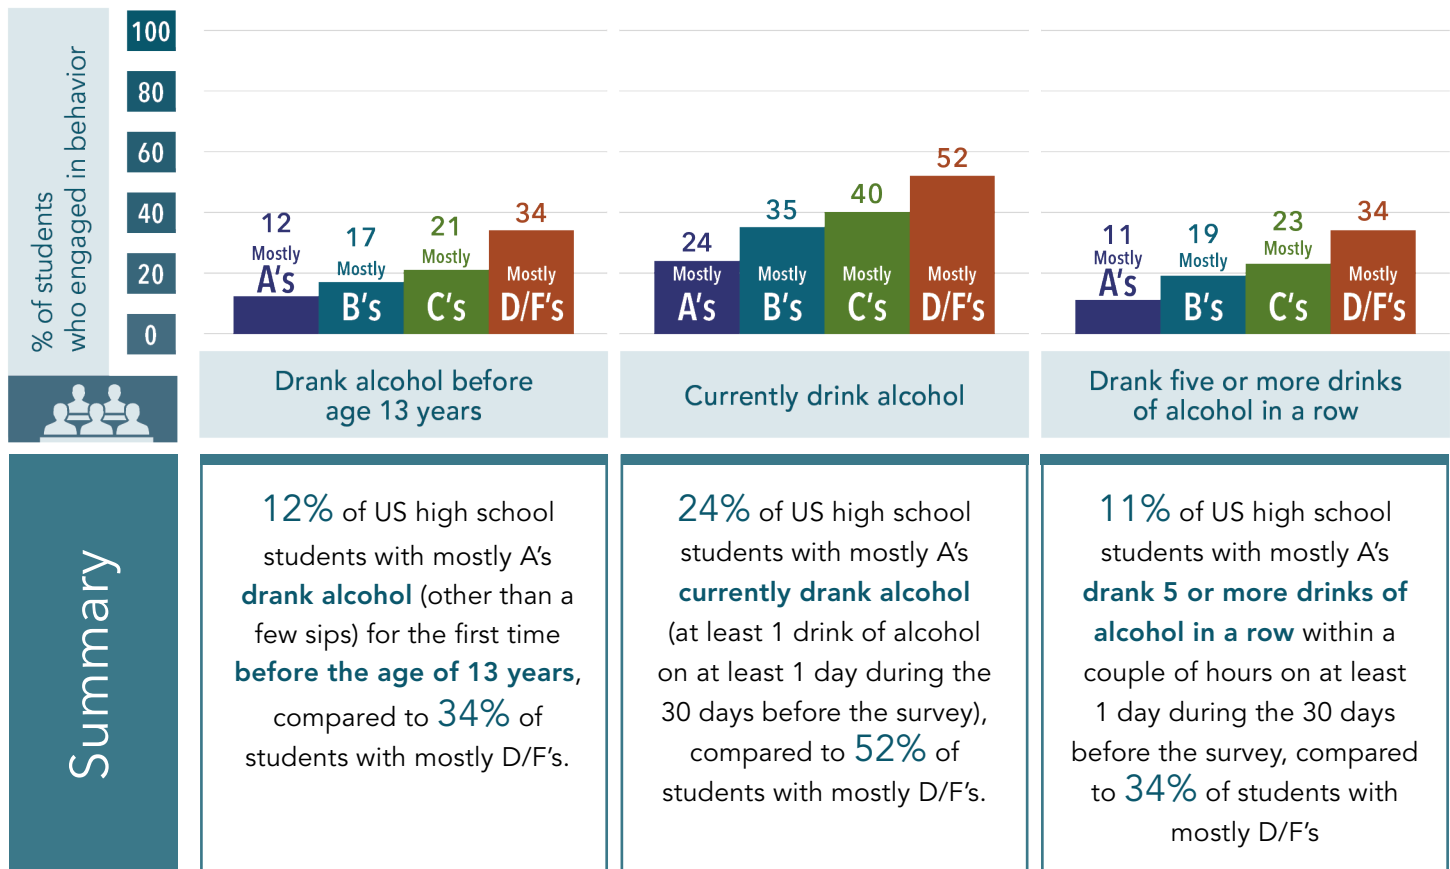 % of students
who engaged in behavior
100
80
60
40
20
0
12
Mostly
A's
17
Mostly
B's
21
Mostly
C's
34
Mostly
D/F's
Drank alcohol before
age 13 years
24
Mostly
A's
35
Mostly
B's
40
Mostly
C's
52
Mostly
D/F's
Currently drink alcohol
11
Mostly
A's
19
Mostly
B's
23
Mostly
C's
34
Mostly
D/F's
Drank five or more drinks
of alcohol in a row
Summary
12% of US high school
students with mostly A’s
drank alcohol (other than a
few sips) for the first time
before the age of 13 years,
compared to 34% of
students with mostly D/F’s.
24% of US high school
students with mostly A’s
currently drank alcohol
(at least 1 drink of alcohol
on at least 1 day during the
30 days before the survey),
compared to 52% of
students with mostly D/F’s.
11% of US high school
students with mostly A’s
drank 5 or more drinks of
alcohol in a row within a
couple of hours on at least
1 day during the 30 days
before the survey, compared
to 34% of students with
mostly D/F’s